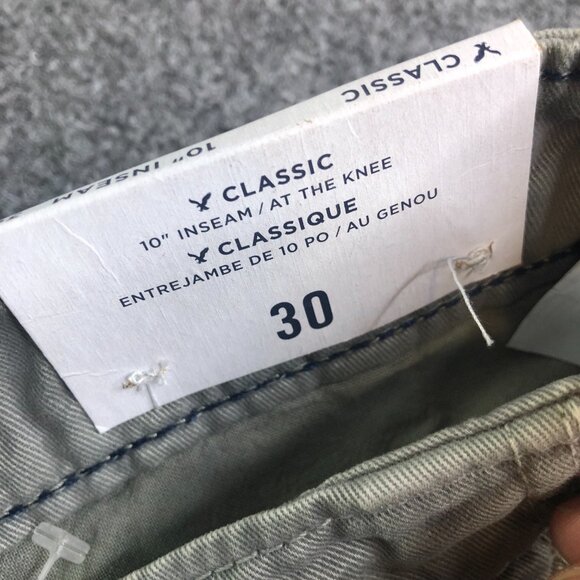 CLASSIC
10" INSEAM
CLASSIC
10" INSEAM / AT THE KNEE
CLASSIQUE
ENTREJAMBE DE 10 PO / AU GENOU
30